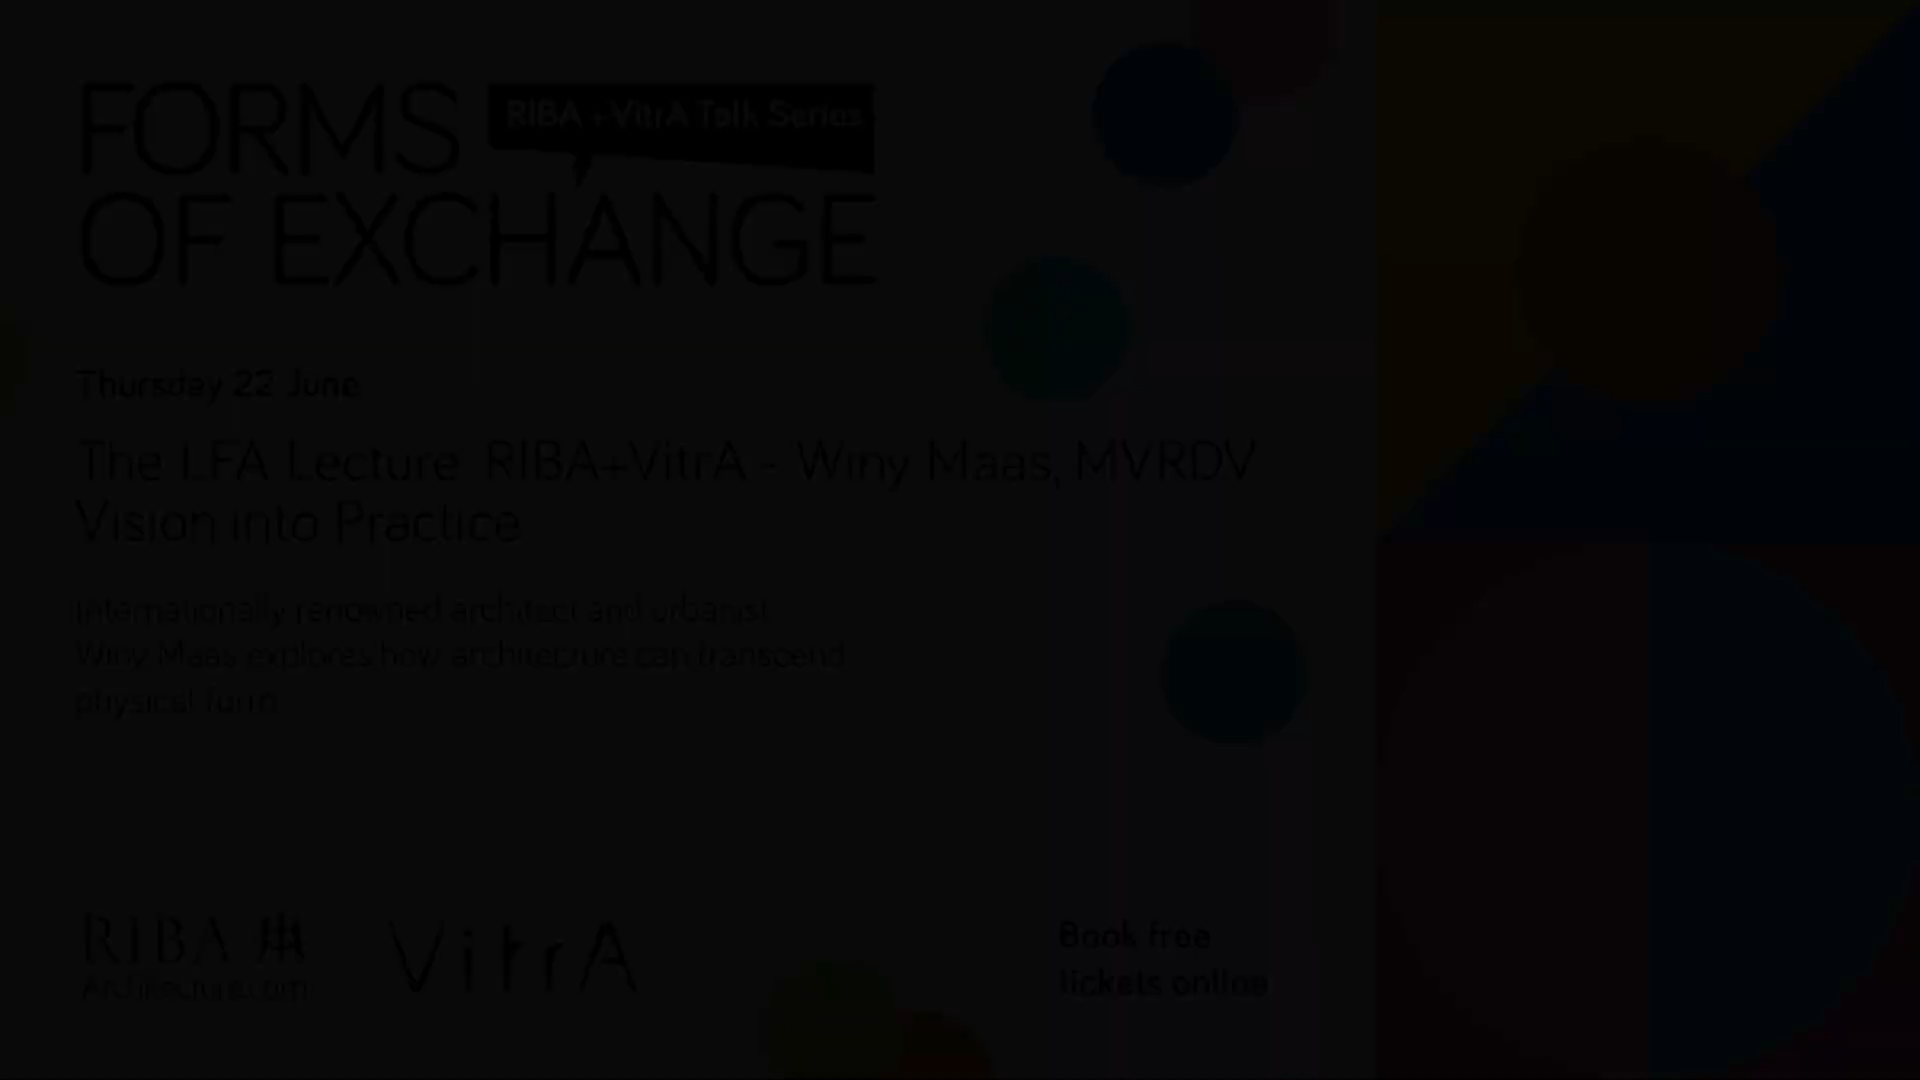 FORMS
RIBA + VitrA Talk Series
OF EXCHANGE
Thursday 22 June
The LFA Lecture RIBA+VitrA - Winy Maas, MVRDV
Vision into Practice
Internationally renowned architect and urbanist
Winy Maas explores how architecture can transcend
physical form
RIBA
Architecture.com
VitrA
Book free
tickets online